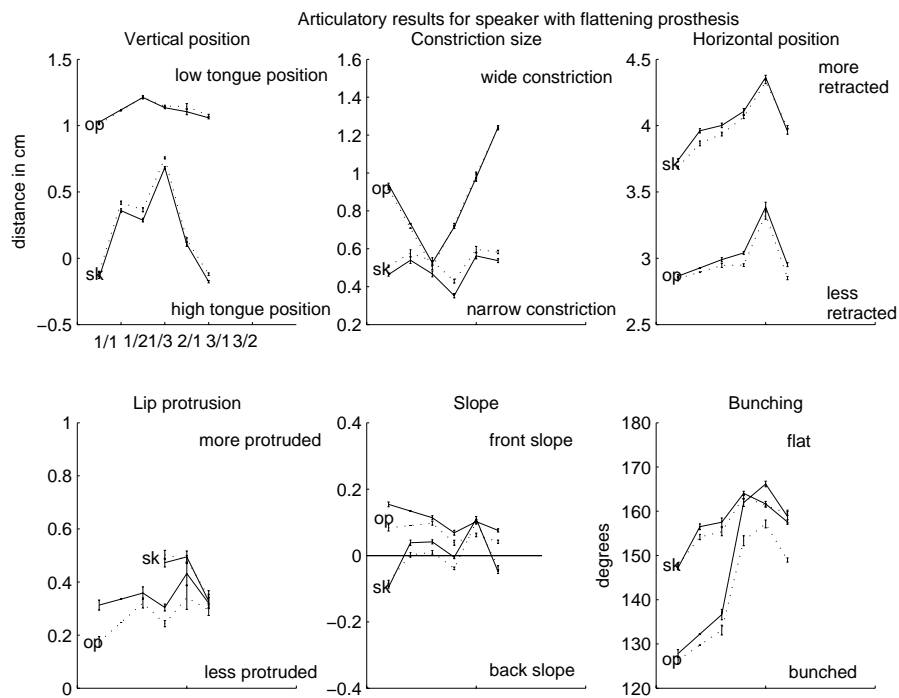 Articulatory results for speaker with flattening prosthesis
Vertical position
1.5
1
0.5
0
−0.5
distance in cm
low tongue position
op
sk
high tongue position
1/1 1/21/3 2/1 3/1 3/2
Constriction size
1.6
1.4
1.2
1
0.8
0.6
0.4
0.2
wide constriction
op
sk
narrow constriction
Horizontal position
4.5
4
3.5
3
2.5
more
retracted
sk
op
less
retracted
Lip protrusion
1
0.8
0.6
0.4
0.2
0
more protruded
sk
op
less protruded
Slope
0.4
0.2
0
−0.2
−0.4
front slope
op
sk
back slope
Bunching
180
170
160
150
140
130
120
degrees
flat
sk
op
bunched